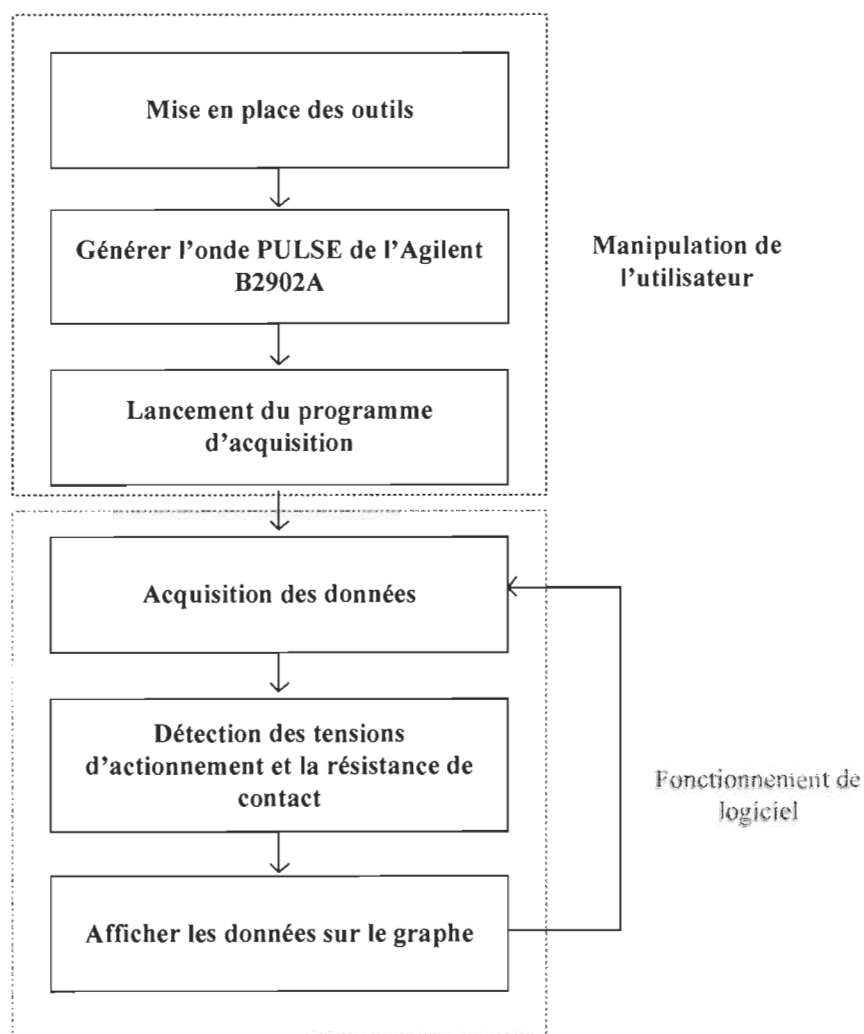 Mise en place des outils
Générer l'onde PULSE de l'Agilent
B2902A
Manipulation de
l'utilisateur
Lancement du programme
d'acquisition
Acquisition des données
Détection des tensions
d'actionnement et la résistance de
contact
Fonctionnement de
logiciel
Afficher les données sur le graphe